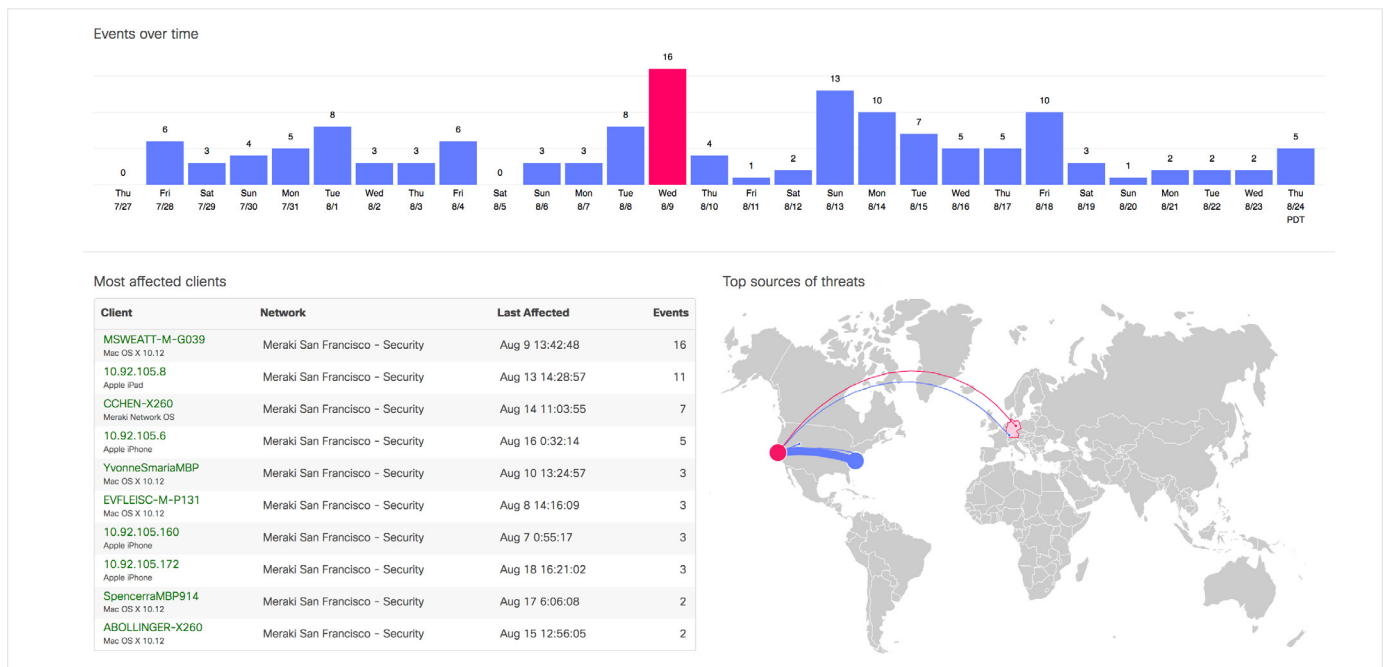 Events over time
16
13
10
10
8
8
7
6
6
5
5
5
5
4
4
3
3
3
3
3
3
2
2
2
2
1
1
0
0
Thu Fri Sat Sun Mon Tue Wed Thu Fri Sat Sun Mon Tue Wed Thu Fri Sat Sun Mon Tue Wed Thu Fri Sat Sun Mon Tue Wed Thu
7/27 7/28 7/29 7/30 7/31 8/1 8/2 8/3 8/4 8/5 8/6 8/7 8/8 8/9 8/10 8/11 8/12 8/13 8/14 8/15 8/16 8/17 8/18 8/19 8/20 8/21 8/22 8/23 8/24
PDT
Most affected clients
Client Network Last Affected Events
MSWEATT-M-G039
Mac OS X 10.12
Meraki San Francisco - Security Aug 9 13:42:48 16
10.92.105.8
Apple iPad
Meraki San Francisco - Security Aug 13 14:28:57 11
CCHEN-X260
Meraki Network OS
Meraki San Francisco - Security Aug 14 11:03:55 7
10.92.105.6
Apple iPhone
Meraki San Francisco - Security Aug 16 0:32:14 5
YvonneSmariaMBP
Mac OS X 10.12
Meraki San Francisco - Security Aug 10 13:24:57 3
EVFLEISC-M-P131
Mac OS X 10.12
Meraki San Francisco - Security Aug 8 14:16:09 3
10.92.105.160
Apple iPhone
Meraki San Francisco - Security Aug 7 0:55:17 3
10.92.105.172
Apple iPhone
Meraki San Francisco - Security Aug 18 16:21:02 3
SpencerraMBP914
Mac OS X 10.12
Meraki San Francisco - Security Aug 17 6:06:08 2
ABOLLINGER-X260
Mac OS X 10.12
Meraki San Francisco - Security Aug 15 12:56:05 2
Top sources of threats